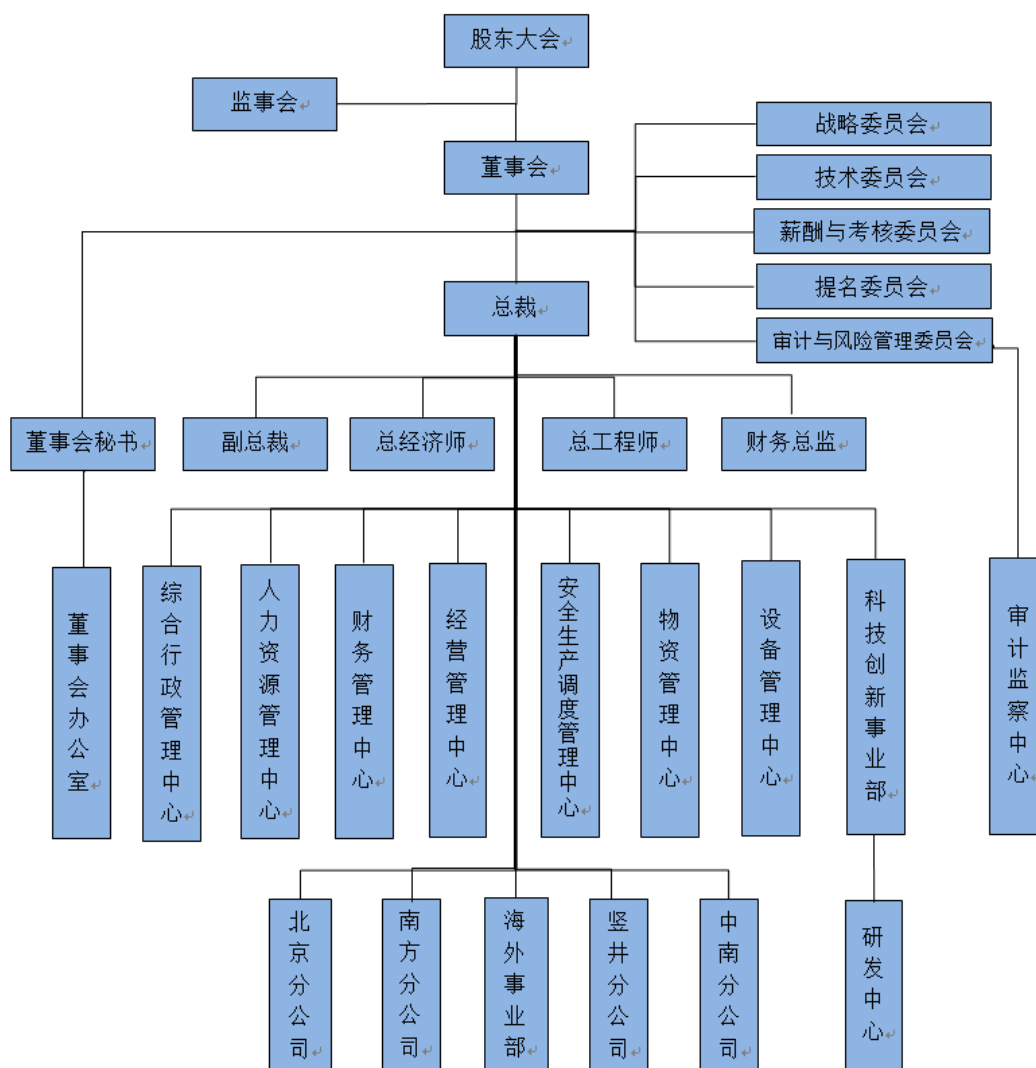 股东大会
监事会
董事会
战略委员会
技术委员会
薪酬与考核委员会
提名委员会
审计与风险管理委员会
总裁
董事会秘书
副总裁
总经济师
总工程师
财务总监
董事会办公室
综合行政管理中心
人力资源管理中心
财务管理中心
经营管理中心
安全生产调度管理中心
物资管理中心
设备管理中心
科技创新事业部
审计监察中心
北京分公司
南方分公司
海外事业部
竖井分公司
中南分公司
研发中心